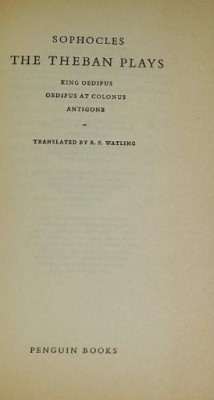 SOPHOCLES
THE THEBAN PLAYS
KING OEDIPUS
OEDIPUS AT COLONUS
ANTIGONE
TRANSLATED BY E. F. WATLING
PENGUIN BOOKS